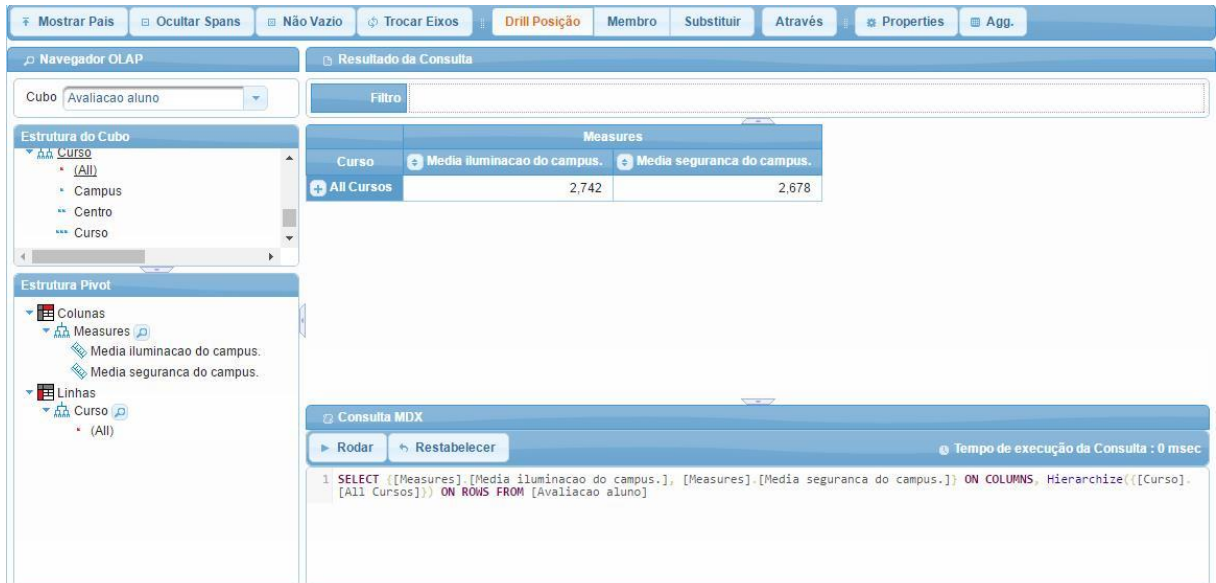 Mostrar Pais Ocultar Spans Não Vazio Trocar Eixos Drill Posição Membro Substituir Através Properties Agg.
Navegador OLAP
Cubo Avaliacao aluno
Estrutura do Cubo
Curso
(All)
Campus
Centro
Curso
Estrutura Pivot
Colunas
Measures
Media iluminacao do campus.
Media seguranca do campus.
Linhas
Curso
(All)
Resultado da Consulta
Filtro
Measures
Curso Media iluminacao do campus. Media seguranca do campus.
All Cursos 2,742 2,678
Consulta MDX
Rodar Restabelecer Tempo de execução da Consulta : 0 msec
1 SELECT {[Measures].[Media iluminacao do campus.], [Measures].[Media seguranca do campus.]} ON COLUMNS, Hierarchize({[Curso].
[All Cursos]}) ON ROWS FROM [Avaliacao aluno]